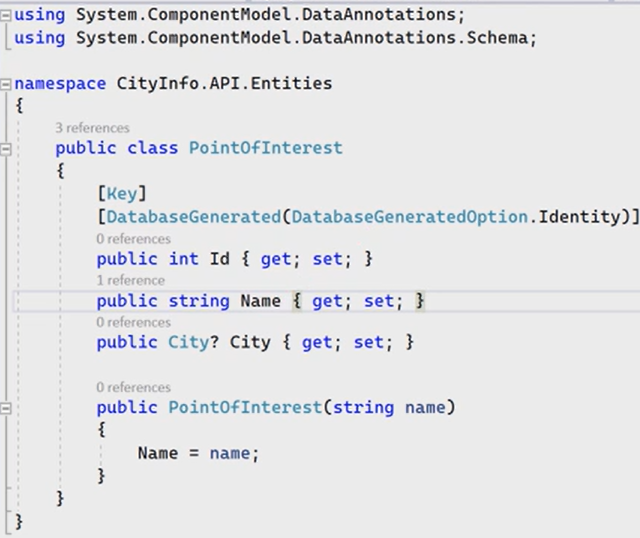 using System.ComponentModel.DataAnnotations;
using System.ComponentModel.DataAnnotations.Schema;
namespace CityInfo.API.Entities
{
3 references
public class PointOfInterest
{
[Key]
[DatabaseGenerated(DatabaseGeneratedOption.Identity)]
0 references
public int Id { get; set; }
1 reference
public string Name { get; set; }
0 references
public City? City { get; set; }
0 references
public PointOfInterest(string name)
{
Name = name;
}
}
}